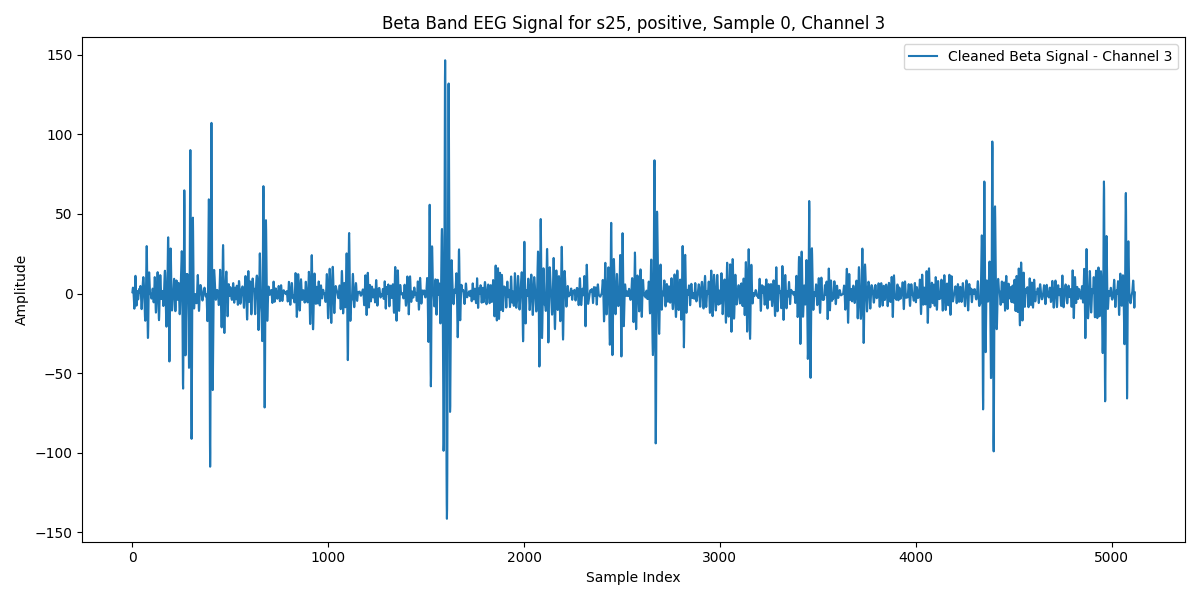 Beta Band EEG Signal for s25, positive, Sample 0, Channel 3
Cleaned Beta Signal - Channel 3
150
100
50
0
−50
−100
−150
Amplitude
0 1000 2000 3000 4000 5000
Sample Index